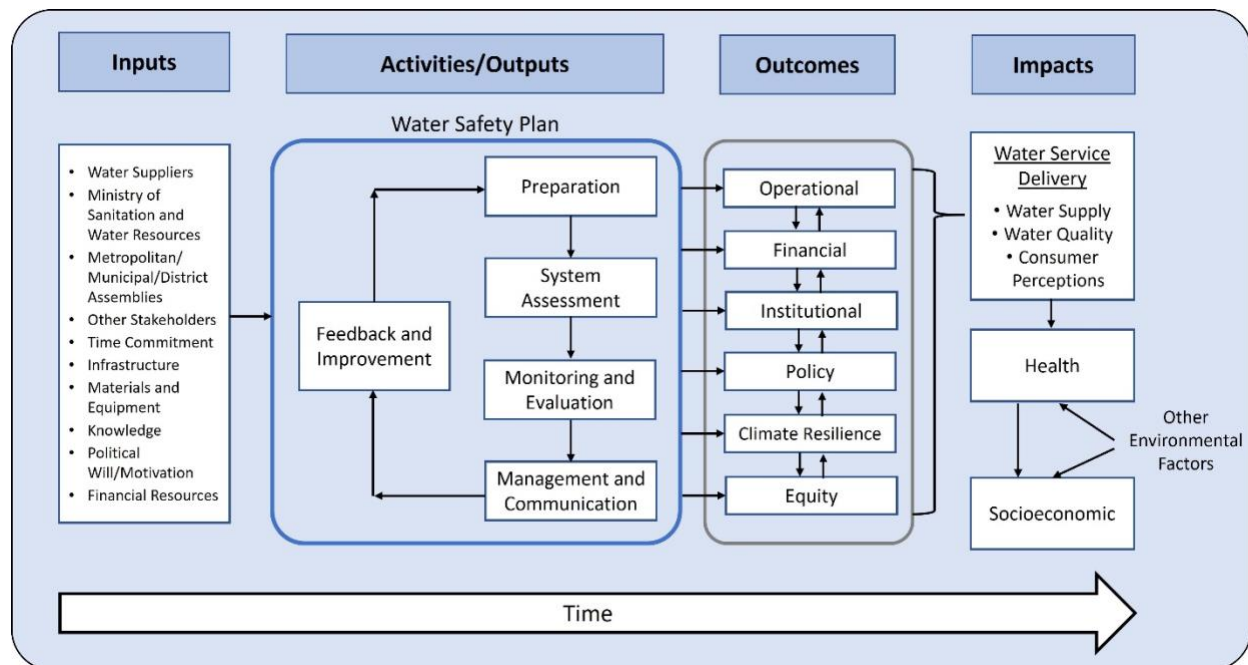 Inputs
Activities/Outputs
Outcomes
Impacts
Water Safety Plan
• Water Suppliers
• Ministry of
Sanitation and
Water Resources
• Metropolitan/
Municipal/District
Assemblies
• Other Stakeholders
• Time Commitment
• Infrastructure
• Materials and
Equipment
• Knowledge
• Political
Will/Motivation
• Financial Resources
Feedback and
Improvement
Preparation
System
Assessment
Monitoring and
Evaluation
Management and
Communication
Operational
Financial
Institutional
Policy
Climate Resilience
Equity
Water Service
Delivery
• Water Supply
• Water Quality
• Consumer
Perceptions
Health
Other
Environmental
Factors
Socioeconomic
Time